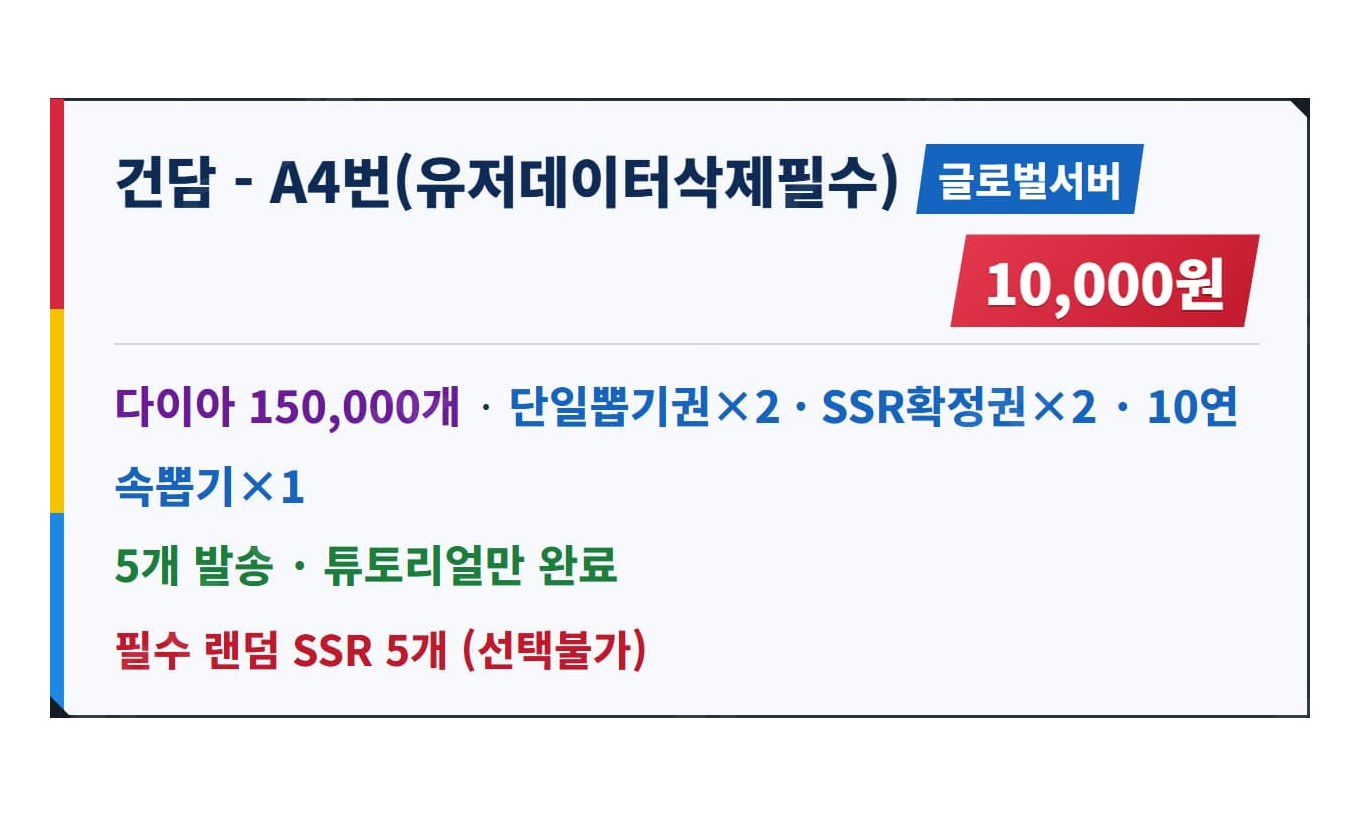 건담 - A4번(유저데이터삭제필수) 글로벌서버
10,000원
다이아 150,000개 · 단일뽑기권×2 · SSR확정권×2 · 10연
속뽑기×1
5개 발송 · 튜토리얼만 완료
필수 랜덤 SSR 5개 (선택불가)